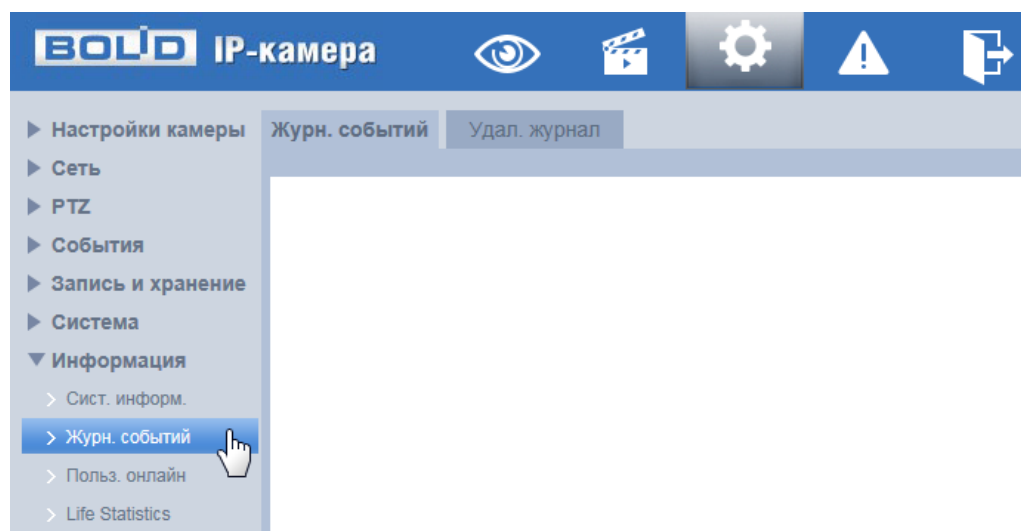 BOLID IP-камера
Настройки камеры
Сеть
PTZ
События
Запись и хранение
Система
Информация
Сист. информ.
Журн. событий
Польз. онлайн
Life Statistics
Журн. событий Удал. журнал